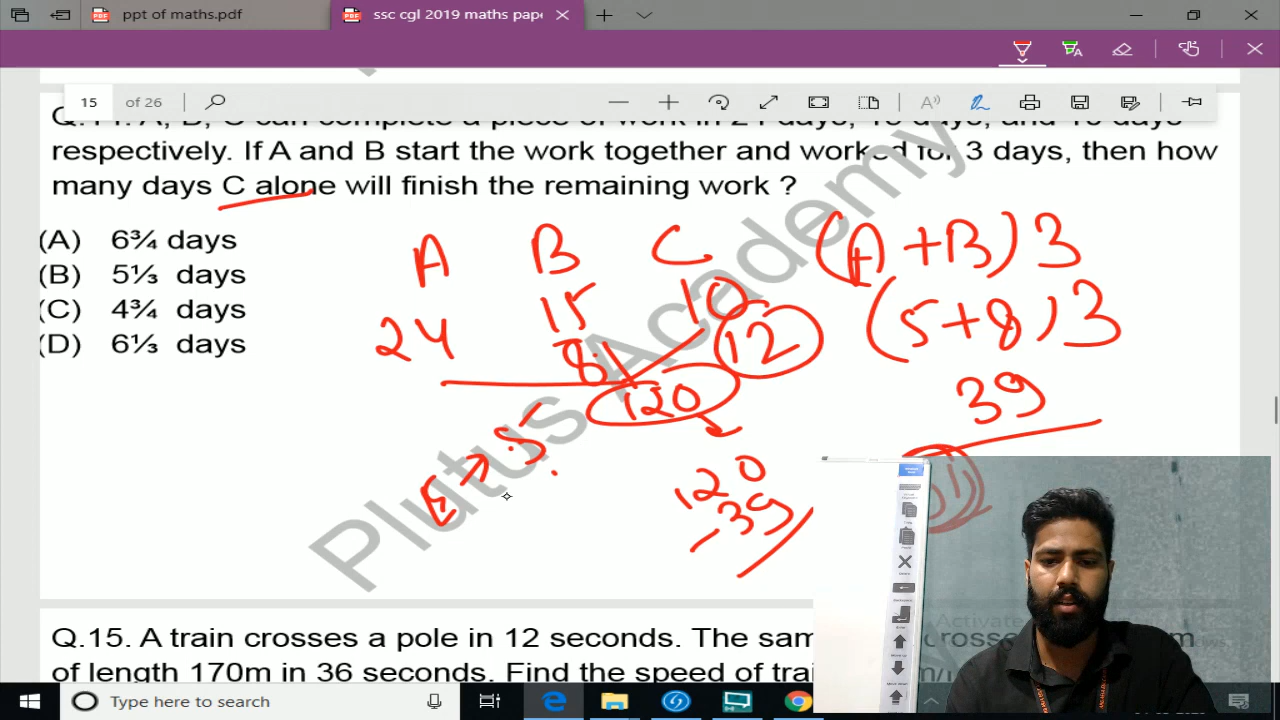 ppt of maths.pdf
ssc cgl 2019 maths pape
15 of 26
respectively. If A and B start the work together and worked for 3 days, then how
many days C alone will finish the remaining work ?
(A) 6¾ days
(B) 5⅓ days
(C) 4¾ days
(D) 6⅓ days
A B C (A + B) 3
24 15 10 (5+8) 3
8 12
120 39
5
120
-39
Plutus Academy
Q.15. A train crosses a pole in 12 seconds. The sam
of length 170m in 36 seconds. Find the speed of trai
Type here to search